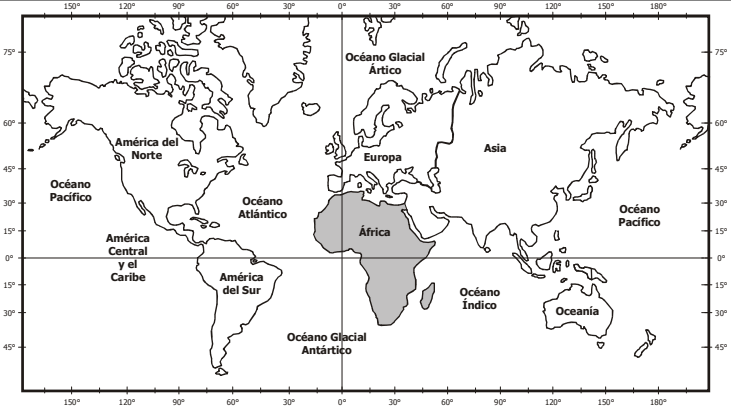 150° 120° 90° 60° 30° 0° 30° 60° 90° 120° 150° 180°
75° 75°
Océano Glacial
Ártico
60° 60°
América del
Norte
Europa
Asia
45° 45°
Océano
Pacífico
30° 30°
Océano
Atlántico
Océano
Pacífico
15° 15°
África
América
Central
y el
Caribe
0° 0°
América
del Sur
15° 15°
Océano
Índico
30° 30°
Oceanía
Océano Glacial
Antártico
45° 45°
150° 120° 90° 60° 30° 0° 30° 60° 90° 120° 150° 180°